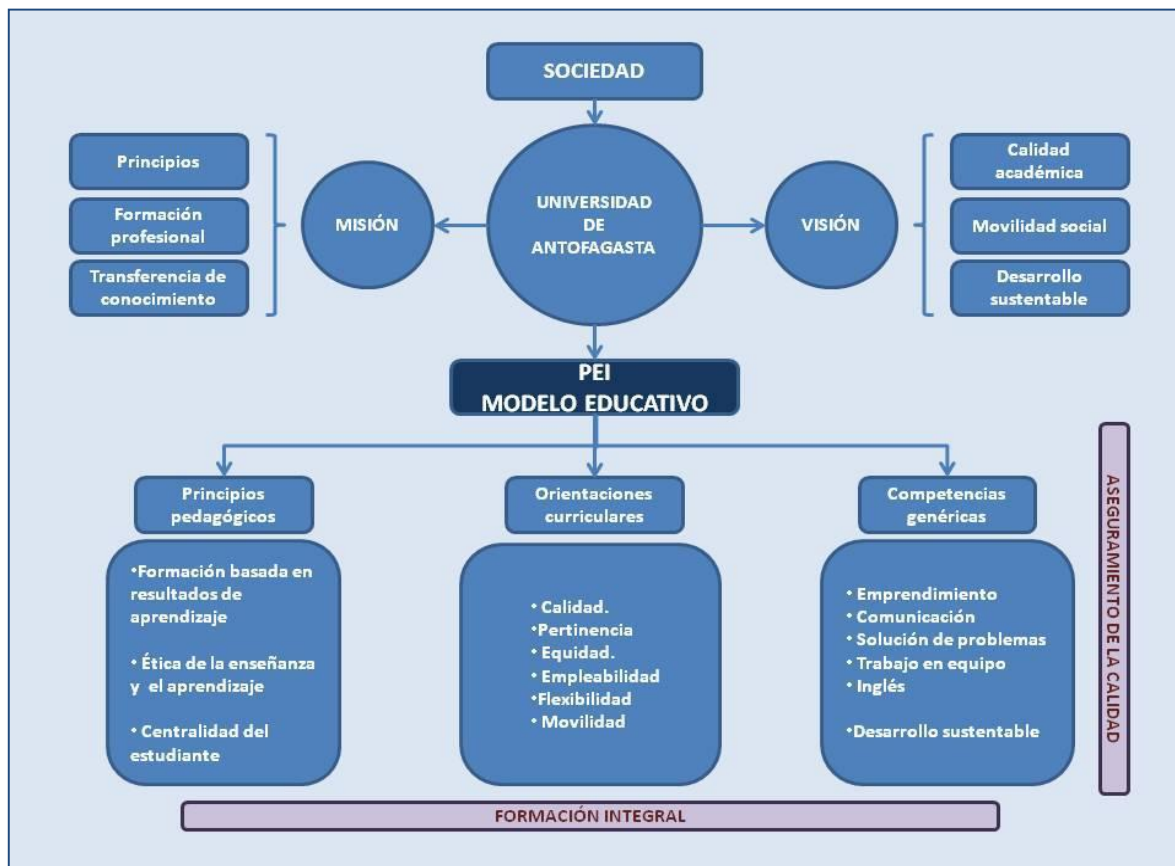 SOCIEDAD
Principios
Formación
profesional
Transferencia de
conocimiento
MISIÓN
UNIVERSIDAD
DE
ANTOFAGASTA
VISIÓN
Calidad
académica
Movilidad social
Desarrollo
sustentable
PEI
MODELO EDUCATIVO
Principios
pedagógicos
•Formación basada en
resultados de
aprendizaje
• Ética de la enseñanza
y el aprendizaje
• Centralidad del
estudiante
Orientaciones
curriculares
• Calidad.
•Pertinencia
• Equidad.
• Empleabilidad
•Flexibilidad
• Movilidad
Competencias
genéricas
• Emprendimiento
• Comunicación
• Solución de problemas
• Trabajo en equipo
• Inglés
•Desarrollo sustentable
ASEGURAMIENTO DE LA CALIDAD
FORMACIÓN INTEGRAL